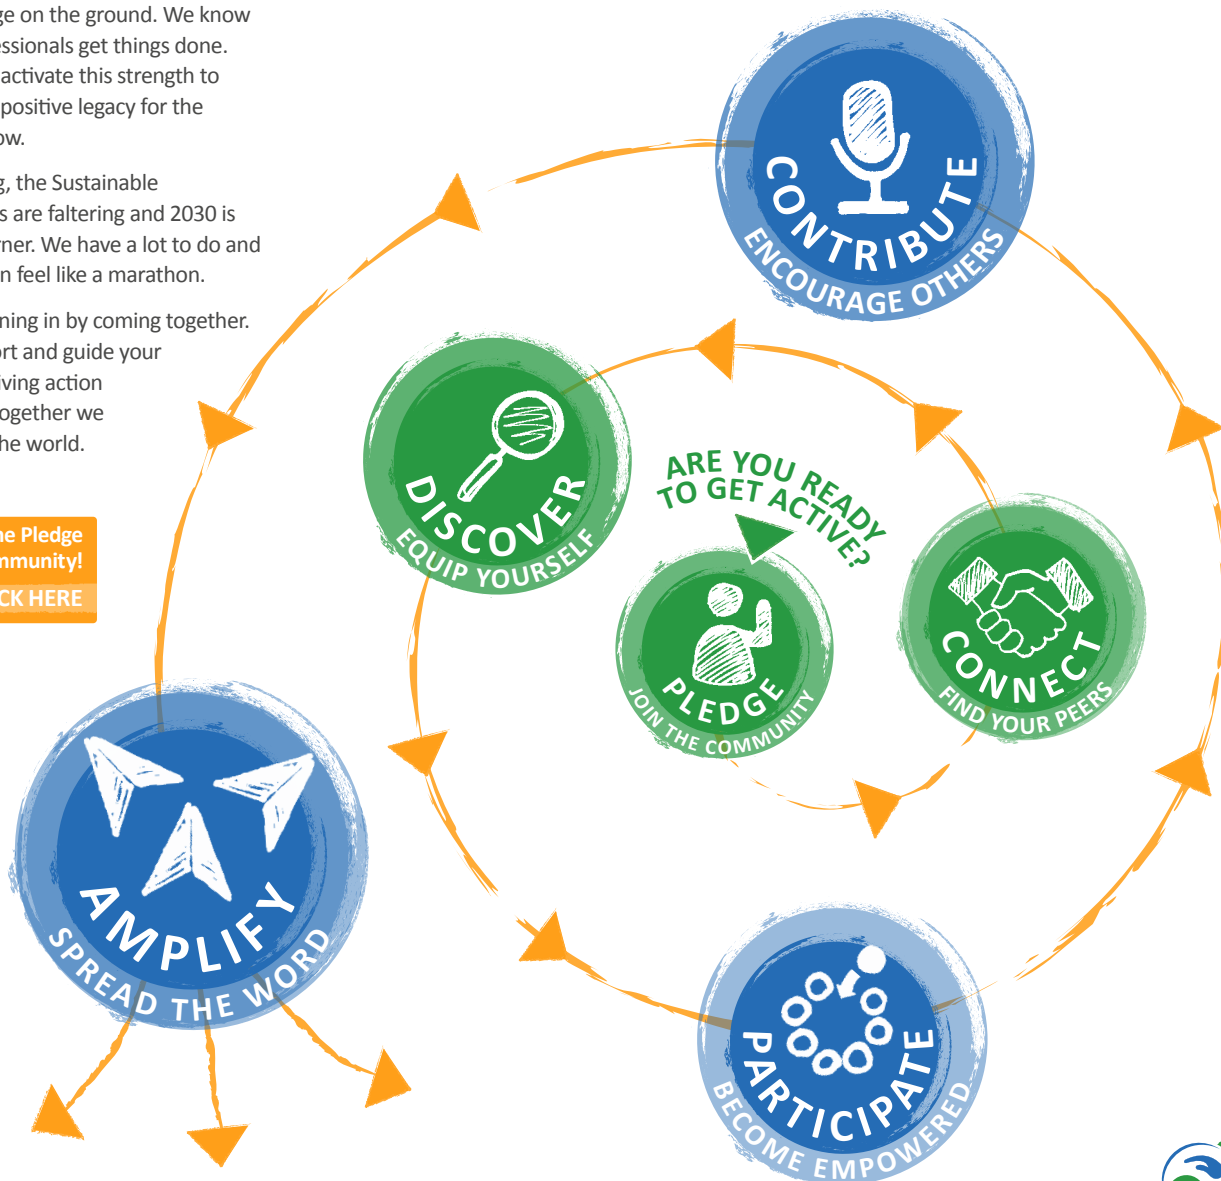 ge on the ground. We know
essionals get things done.
activate this strength to
positive legacy for the
ow.
g, the Sustainable
s are faltering and 2030 is
rner. We have a lot to do and
n feel like a marathon.
ning in by coming together.
ort and guide your
iving action
ogether we
he world.
ne Pledge
mmunity!
CK HERE
ARE YOU READY
TO GET ACTIVE?
PLEDGE
JOIN THE COMMUNITY
CONNECT
FIND YOUR PEERS
DISCOVER
EQUIP YOURSELF
PARTICIPATE
BECOME EMPOWERED
CONTRIBUTE
ENCOURAGE OTHERS
AMPLIFY
SPREAD THE WORD